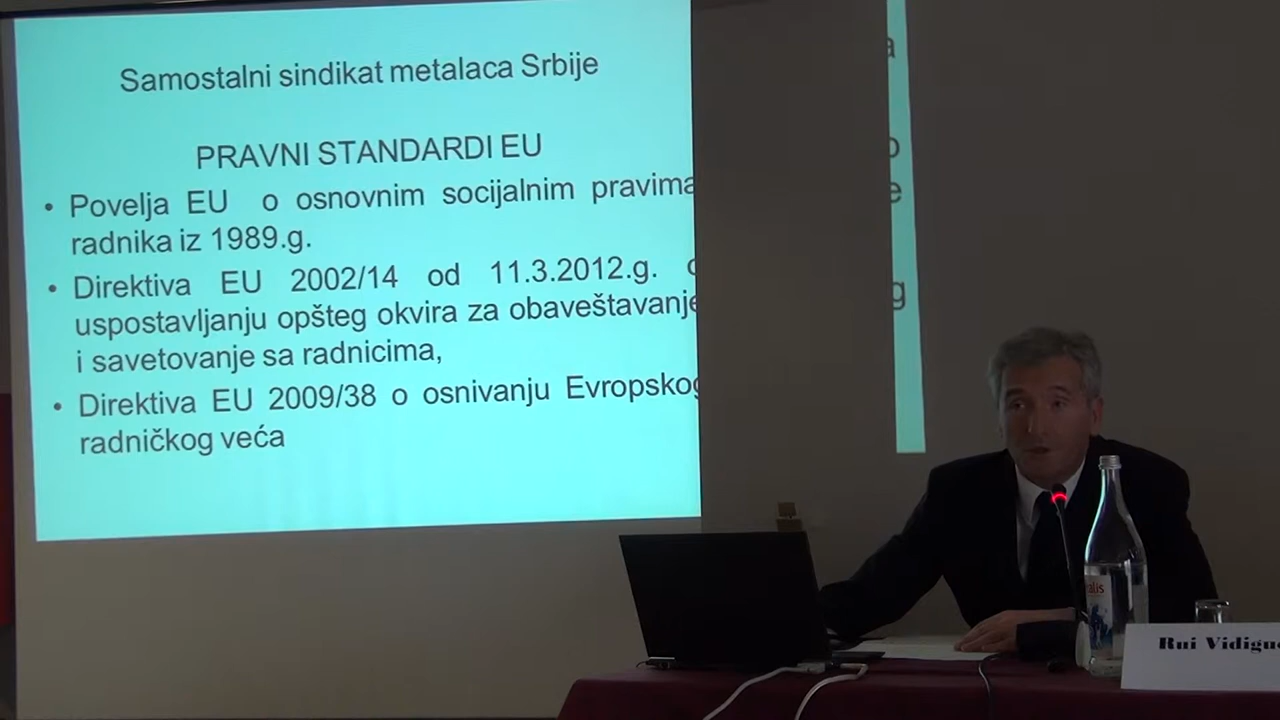 Samostalni sindikat metalaca Srbije
PRAVNI STANDARDI EU
• Povelja EU o osnovnim socijalnim pravima
radnika iz 1989.g.
• Direktiva EU 2002/14 od 11.3.2012.g.
uspostavljanju opšteg okvira za obaveštavanje
i savetovanje sa radnicima,
• Direktiva EU 2009/38 o osnivanju Evropskog
radničkog veća
Rui